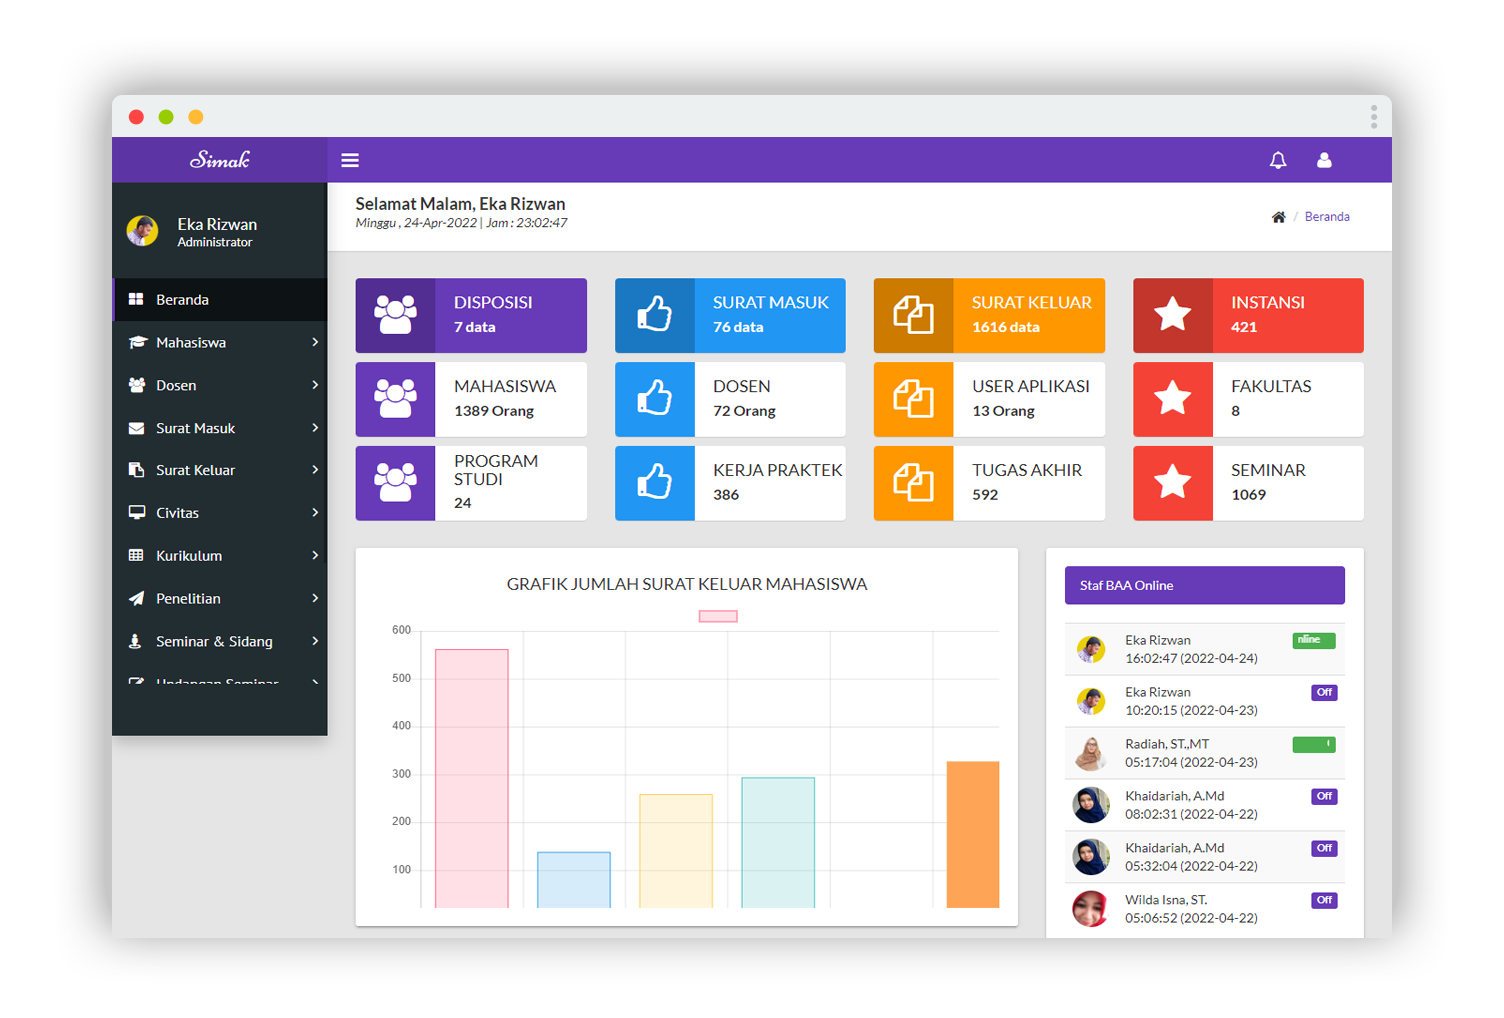 Simak
Eka Rizwan
Administrator
Beranda
Mahasiswa
Dosen
Surat Masuk
Surat Keluar
Civitas
Kurikulum
Penelitian
Seminar & Sidang
Undangan Seminar
Selamat Malam, Eka Rizwan
Minggu , 24-Apr-2022 | Jam : 23:02:47
/ Beranda
DISPOSISI
7 data
SURAT MASUK
76 data
SURAT KELUAR
1616 data
INSTANSI
421
MAHASISWA
1389 Orang
DOSEN
72 Orang
USER APLIKASI
13 Orang
FAKULTAS
8
PROGRAM
STUDI
24
KERJA PRAKTEK
386
TUGAS AKHIR
592
SEMINAR
1069
GRAFIK JUMLAH SURAT KELUAR MAHASISWA
600
500
400
300
200
100
Staf BAA Online
Eka Rizwan
nline
16:02:47 (2022-04-24)
Eka Rizwan
Off
10:20:15 (2022-04-23)
Radiah, ST.,MT
05:17:04 (2022-04-23)
Khaidariah, A.Md
Off
08:02:31 (2022-04-22)
Khaidariah, A.Md
Off
05:32:04 (2022-04-22)
Wilda Isna, ST.
Off
05:06:52 (2022-04-22)